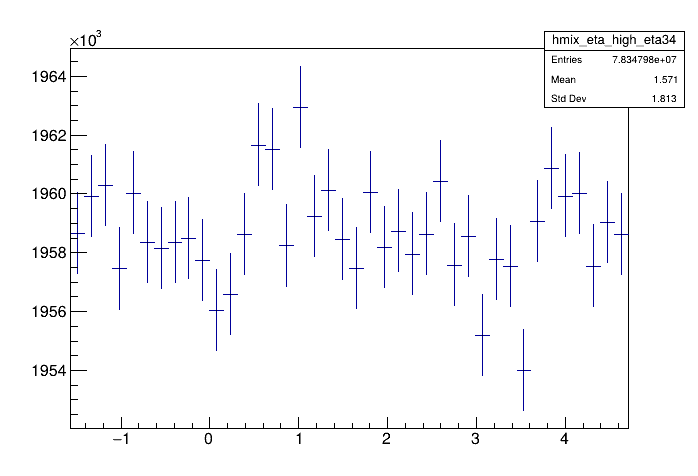 ×10³
hmix_eta_high_eta34
Entries 7.834798e+07
Mean 1.571
Std Dev 1.813
1964
1962
1960
1958
1956
1954
−1 0 1 2 3 4